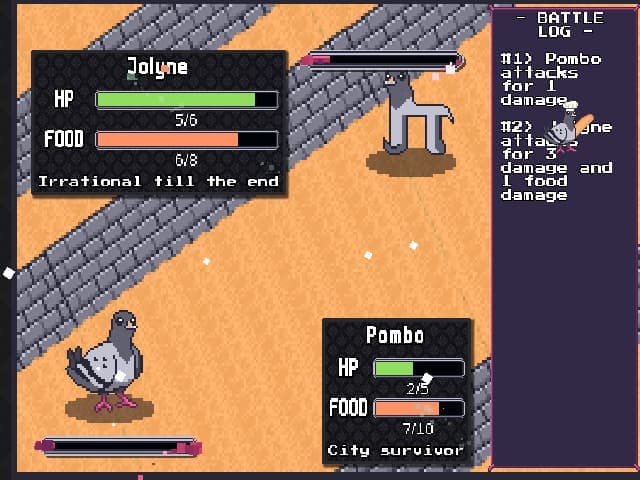 Jolyne
HP
5/6
FOOD
6/8
Irrational till the end
Pombo
HP
2/5
FOOD
7/10
City survivor
- BATTLE
LOG -
#1) Pombo
attacks
for 1
damage
#2)
for 3
damage and
1 food
damage